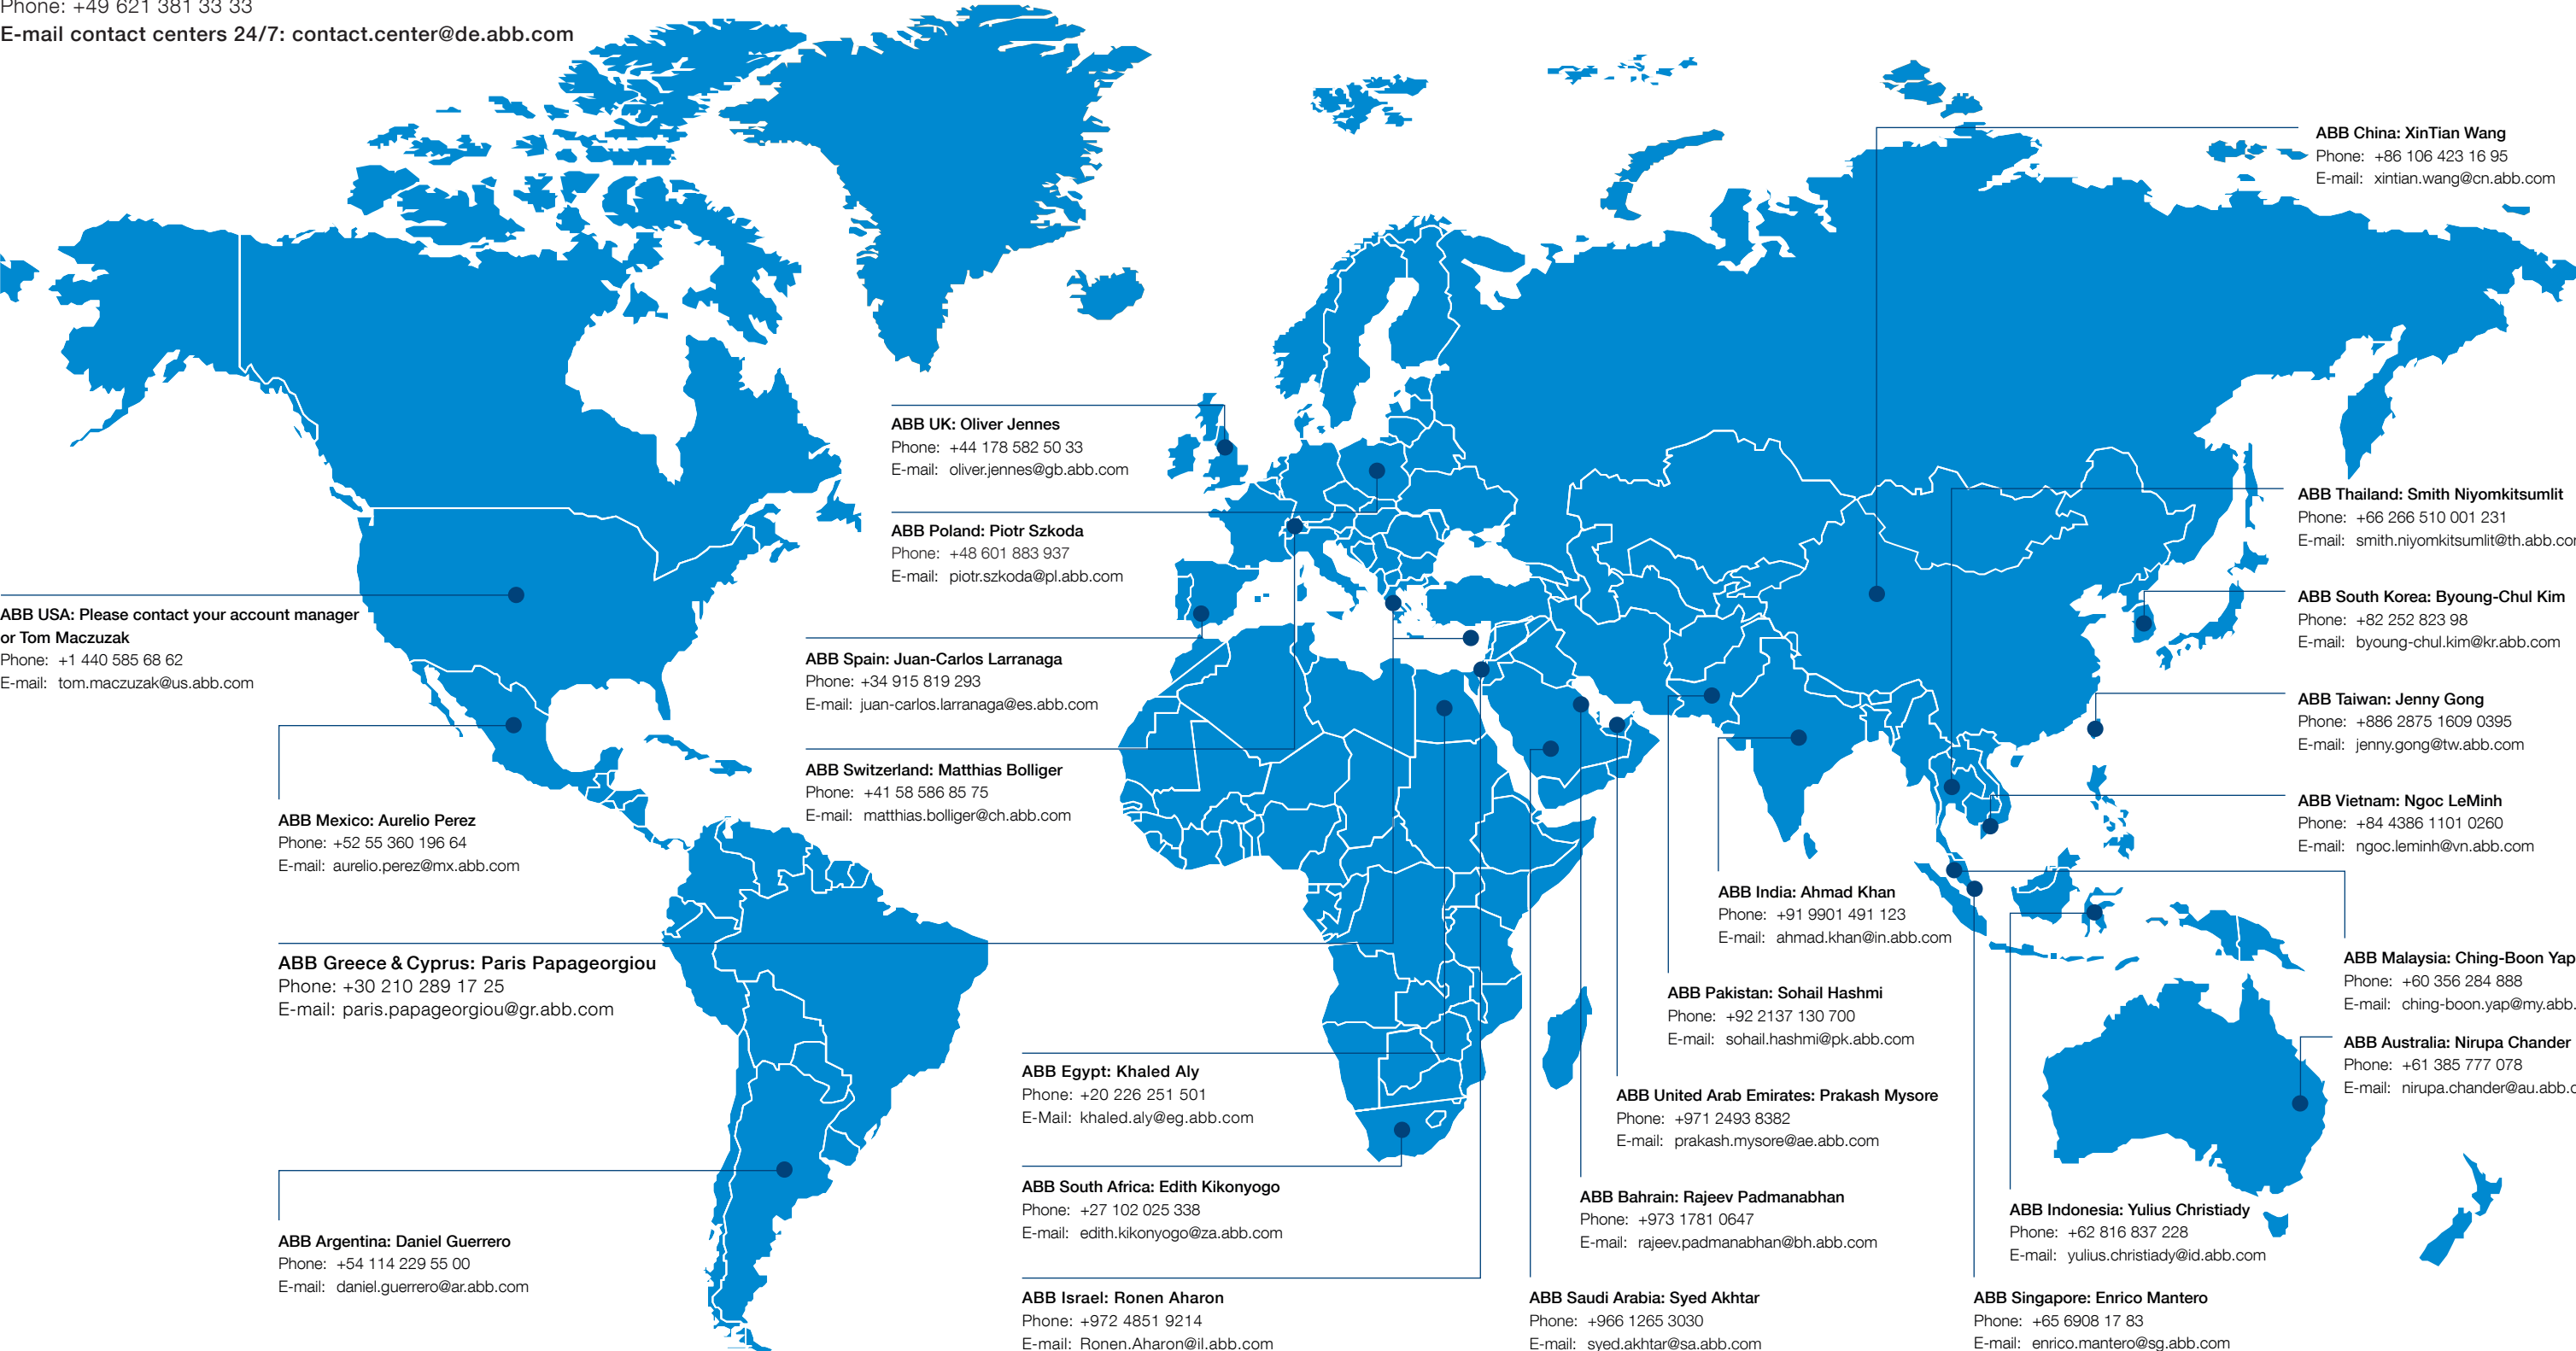 Phone: +49 621 381 33 33
E-mail contact centers 24/7: contact.center@de.abb.com
ABB China: XinTian Wang
Phone: +86 106 423 16 95
E-mail: xintian.wang@cn.abb.com
ABB UK: Oliver Jennes
Phone: +44 178 582 50 33
E-mail: oliver.jennes@gb.abb.com
ABB Poland: Piotr Szkoda
Phone: +48 601 883 937
E-mail: piotr.szkoda@pl.abb.com
ABB Thailand: Smith Niyomkitsumlit
Phone: +66 266 510 001 231
E-mail: smith.niyomkitsumlit@th.abb.com
ABB USA: Please contact your account manager
or Tom Maczuzak
Phone: +1 440 585 68 62
E-mail: tom.maczuzak@us.abb.com
ABB South Korea: Byoung-Chul Kim
Phone: +82 252 823 98
E-mail: byoung-chul.kim@kr.abb.com
ABB Spain: Juan-Carlos Larranaga
Phone: +34 915 819 293
E-mail: juan-carlos.larranaga@es.abb.com
ABB Taiwan: Jenny Gong
Phone: +886 2875 1609 0395
E-mail: jenny.gong@tw.abb.com
ABB Switzerland: Matthias Bolliger
Phone: +41 58 586 85 75
E-mail: matthias.bolliger@ch.abb.com
ABB Vietnam: Ngoc LeMinh
Phone: +84 4386 1101 0260
E-mail: ngoc.leminh@vn.abb.com
ABB Mexico: Aurelio Perez
Phone: +52 55 360 196 64
E-mail: aurelio.perez@mx.abb.com
ABB India: Ahmad Khan
Phone: +91 9901 491 123
E-mail: ahmad.khan@in.abb.com
ABB Greece & Cyprus: Paris Papageorgiou
Phone: +30 210 289 17 25
E-mail: paris.papageorgiou@gr.abb.com
ABB Malaysia: Ching-Boon Yap
Phone: +60 356 284 888
E-mail: ching-boon.yap@my.abb.
ABB Pakistan: Sohail Hashmi
Phone: +92 2137 130 700
E-mail: sohail.hashmi@pk.abb.com
ABB Australia: Nirupa Chander
Phone: +61 385 777 078
E-mail: nirupa.chander@au.abb.c
ABB Egypt: Khaled Aly
Phone: +20 226 251 501
E-Mail: khaled.aly@eg.abb.com
ABB United Arab Emirates: Prakash Mysore
Phone: +971 2493 8382
E-mail: prakash.mysore@ae.abb.com
ABB South Africa: Edith Kikonyogo
Phone: +27 102 025 338
E-mail: edith.kikonyogo@za.abb.com
ABB Bahrain: Rajeev Padmanabhan
Phone: +973 1781 0647
E-mail: rajeev.padmanabhan@bh.abb.com
ABB Indonesia: Yulius Christiady
Phone: +62 816 837 228
E-mail: yulius.christiady@id.abb.com
ABB Argentina: Daniel Guerrero
Phone: +54 114 229 55 00
E-mail: daniel.guerrero@ar.abb.com
ABB Israel: Ronen Aharon
Phone: +972 4851 9214
E-mail: Ronen.Aharon@il.abb.com
ABB Saudi Arabia: Syed Akhtar
Phone: +966 1265 3030
E-mail: syed.akhtar@sa.abb.com
ABB Singapore: Enrico Mantero
Phone: +65 6908 17 83
E-mail: enrico.mantero@sg.abb.com